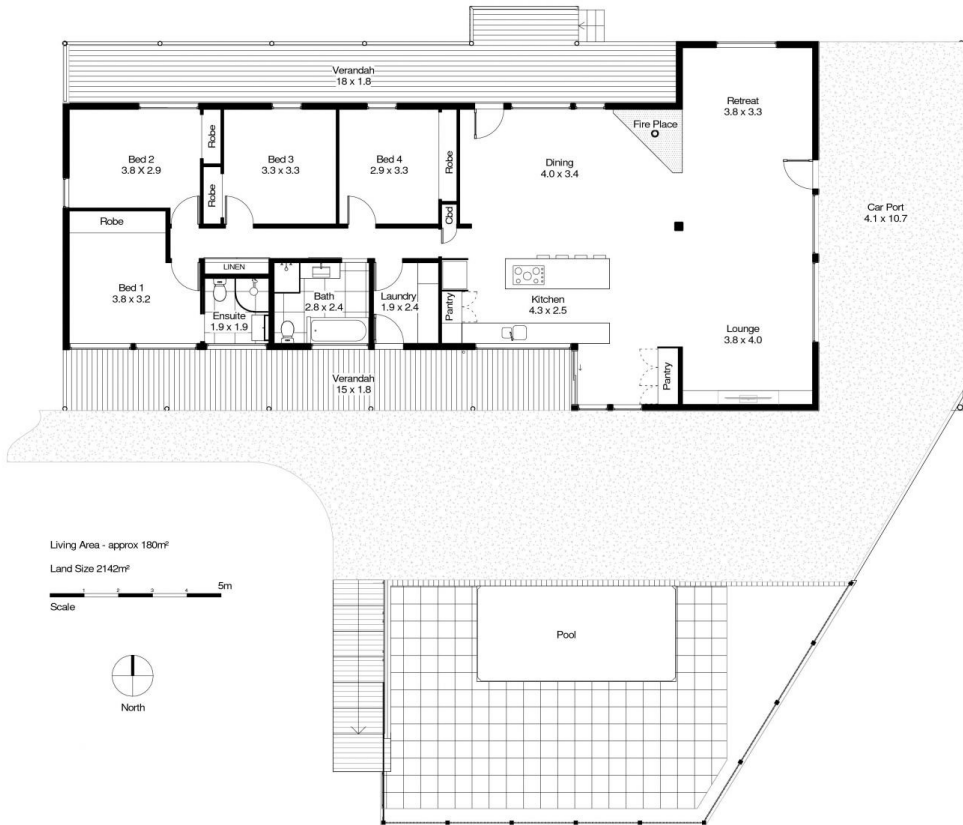 Verandah
18 x 1.8
Retreat
3.8 x 3.3
Fire Place
Bed 2
3.8 X 2.9
Robe
Robe
Bed 3
3.3 x 3.3
Bed 4
2.9 x 3.3
Robe
Cbd
Dining
4.0 x 3.4
Car Port
4.1 x 10.7
Robe
Bed 1
3.8 x 3.2
LINEN
Ensuite
1.9 x 1.9
Bath
2.8 x 2.4
Laundry
1.9 x 2.4
Pantry
Kitchen
4.3 x 2.5
Lounge
3.8 x 4.0
Pantry
Verandah
15 x 1.8
Living Area - approx 180m²
Land Size 2142m²
1 2 3 4 5m
Scale
North
Pool